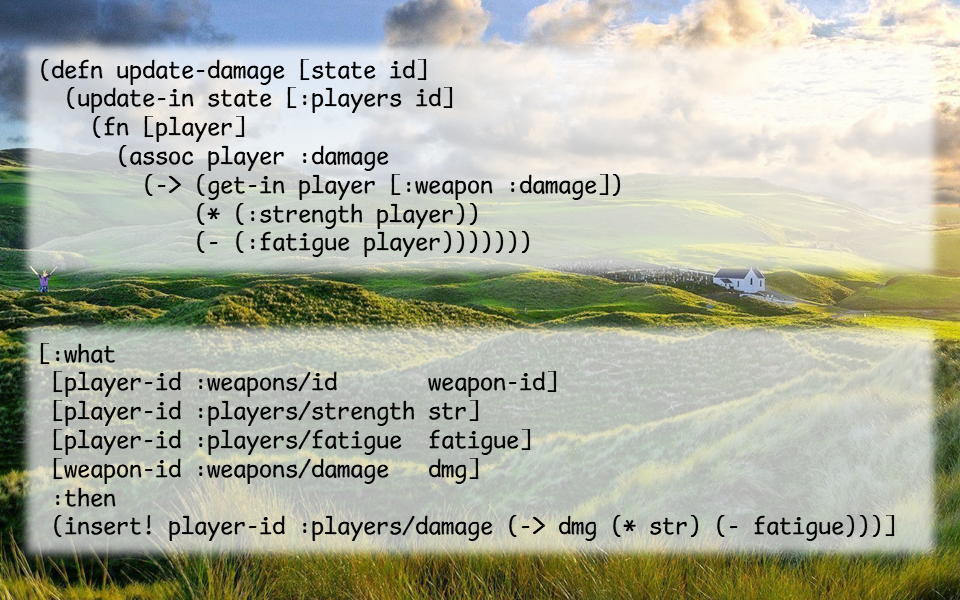 (defn update-damage [state id]
  (update-in state [:players id]
    (fn [player]
      (assoc player :damage
        (-> (get-in player [:weapon :damage])
            (* (:strength player))
            (- (:fatigue player)))))))
[:what
 [player-id :weapons/id       weapon-id]
 [player-id :players/strength str]
 [player-id :players/fatigue  fatigue]
 [weapon-id :weapons/damage   dmg]
 :then
 (insert! player-id :players/damage (-> dmg (* str) (- fatigue)))]